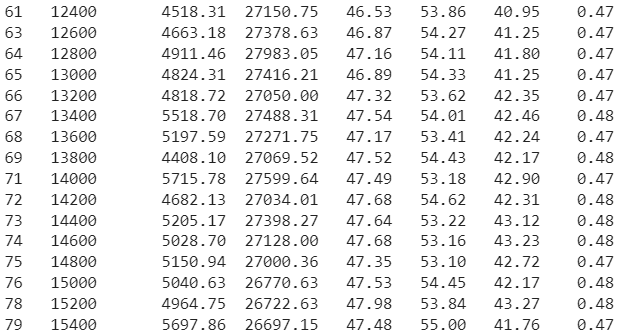 61 12400 4518.31 27150.75 46.53 53.86 40.95 0.47
63 12600 4663.18 27378.63 46.87 54.27 41.25 0.47
64 12800 4911.46 27983.05 47.16 54.11 41.80 0.47
65 13000 4824.31 27416.21 46.89 54.33 41.25 0.47
66 13200 4818.72 27050.00 47.32 53.62 42.35 0.47
67 13400 5518.70 27488.31 47.54 54.01 42.46 0.48
68 13600 5197.59 27271.75 47.17 53.41 42.24 0.47
69 13800 4408.10 27069.52 47.52 54.43 42.17 0.48
71 14000 5715.78 27599.64 47.49 53.18 42.90 0.47
72 14200 4682.13 27034.01 47.68 54.62 42.31 0.48
73 14400 5205.17 27398.27 47.64 53.22 43.12 0.48
74 14600 5028.70 27128.00 47.68 53.16 43.23 0.48
75 14800 5150.94 27000.36 47.35 53.10 42.72 0.47
76 15000 5040.63 26770.63 47.53 54.45 42.17 0.48
78 15200 4964.75 26722.63 47.98 53.84 43.27 0.48
79 15400 5697.86 26697.15 47.48 55.00 41.76 0.47